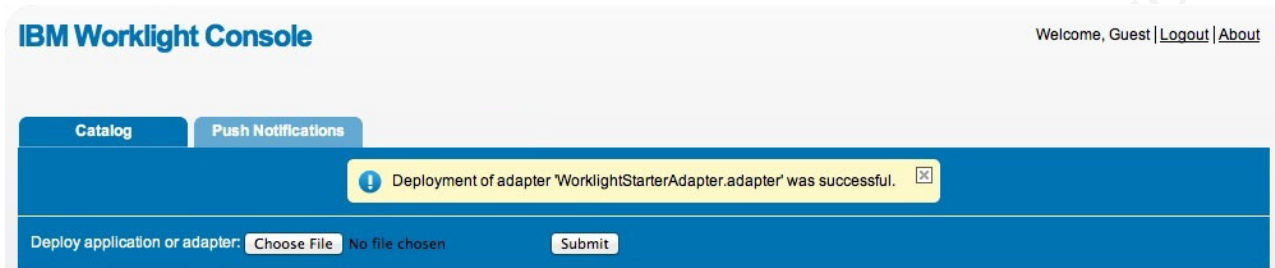 IBM Worklight Console
Welcome, Guest | Logout | About
Catalog Push Notifications
Deployment of adapter 'WorklightStarterAdapter.adapter' was successful.
Deploy application or adapter: Choose File No file chosen Submit